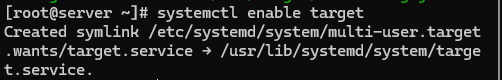 [root@server ~]# systemctl enable target
Created symlink /etc/systemd/system/multi-user.target
.wants/target.service → /usr/lib/systemd/system/targe
t.service.